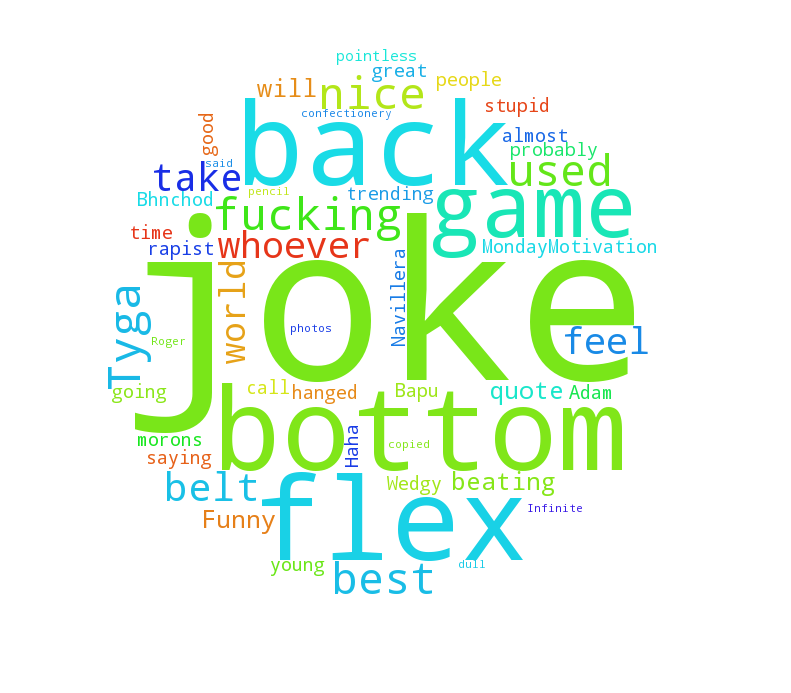 pointless
great
people
will
nice
stupid
confectionery
back
good
almost
probably
said
take
used
pencil
trending
Bhnchod
game
fucking
time
whoever
rapist
MondayMotivation
joke
world
Navillera
Tyga
photos
Roger
feel
going
call
hanged
Bapu
quote
Adam
bottom
morons
Haha
copied
saying
belt
Wedgy
beating
flex
Funny
Infinite
young
best
dull